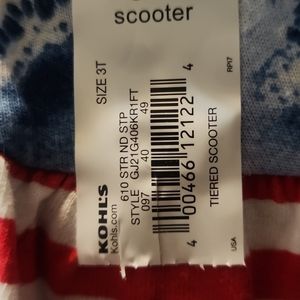 scooter
SIZE 3T
RPI7
KOHL'S
Kohls.com
610 STR ND STP
STYLE GJ21G406KR1FT
097 40 49
4 00466 12122 4
TIERED SCOOTER
USA